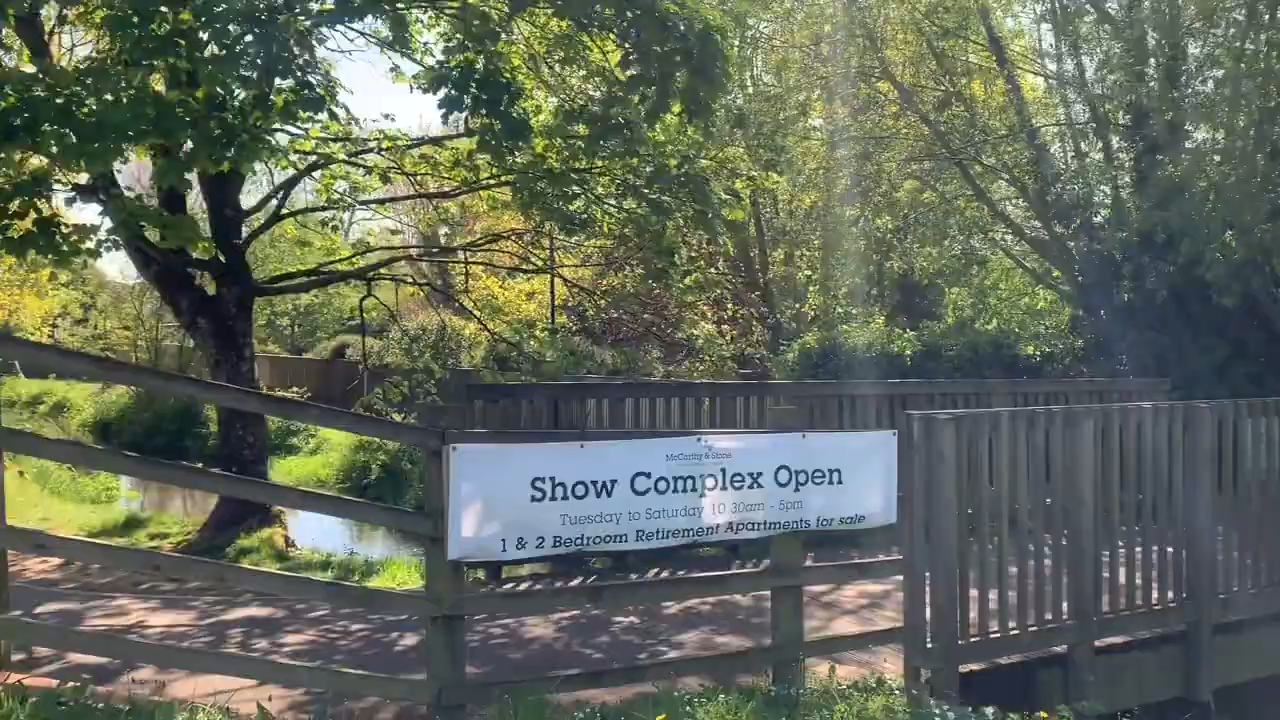 McCarthy & Stone
Show Complex Open
Tuesday to Saturday 10 30am - 5pm
1 & 2 Bedroom Retirement Apartments for sale